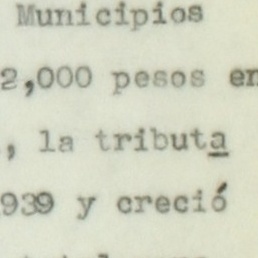 Municipios
2,000 pesos en
, la tributa
939 y creció